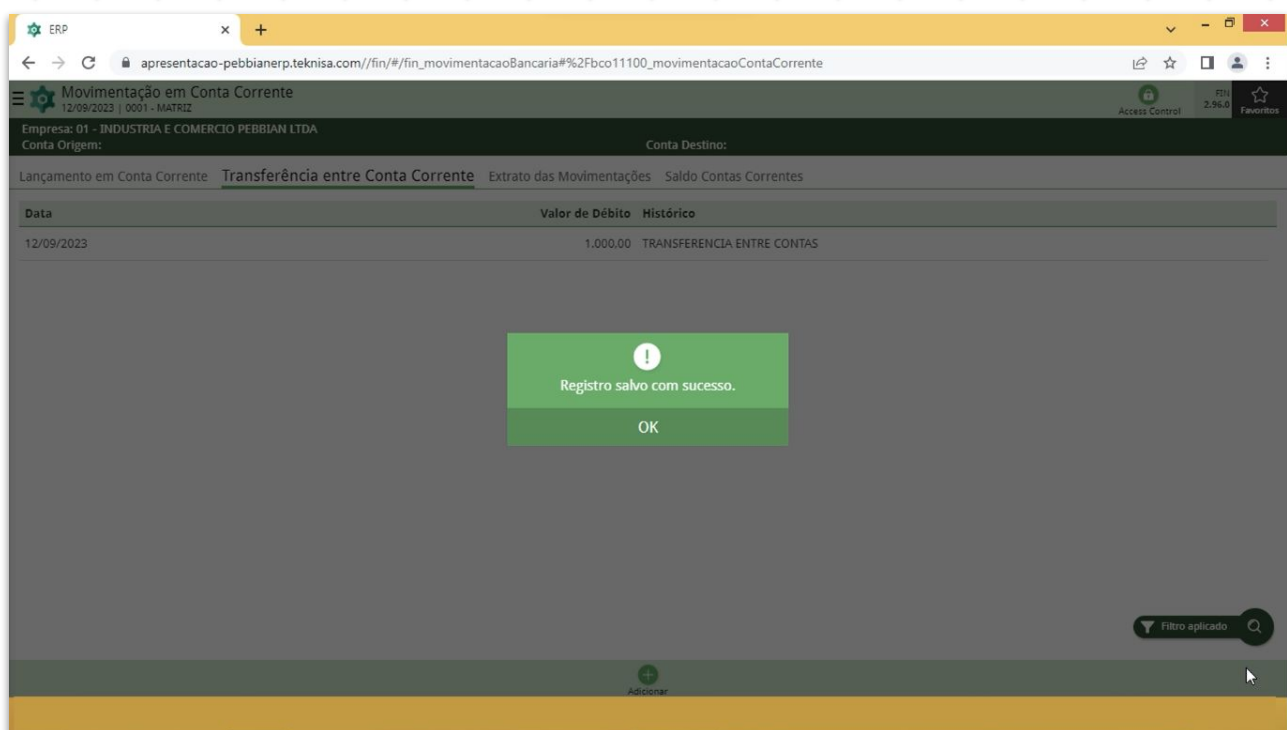 ERP
apresentacao-pebbianerp.teknisa.com//fin/#/fin_movimentacaoBancaria#%2Fbco11100_movimentacaoContaCorrente
Movimentação em Conta Corrente
12/09/2023 | 0001 - MATRIZ
Access Control
FIN
2.96.0
Favoritos
Empresa: 01 - INDUSTRIA E COMERCIO PEBBIAN LTDA
Conta Origem: Conta Destino:
Lançamento em Conta Corrente Transferência entre Conta Corrente Extrato das Movimentações Saldo Contas Correntes
Data Valor de Débito Histórico
12/09/2023 1.000,00 TRANSFERENCIA ENTRE CONTAS
Registro salvo com sucesso.
OK
Filtro aplicado
Adicionar